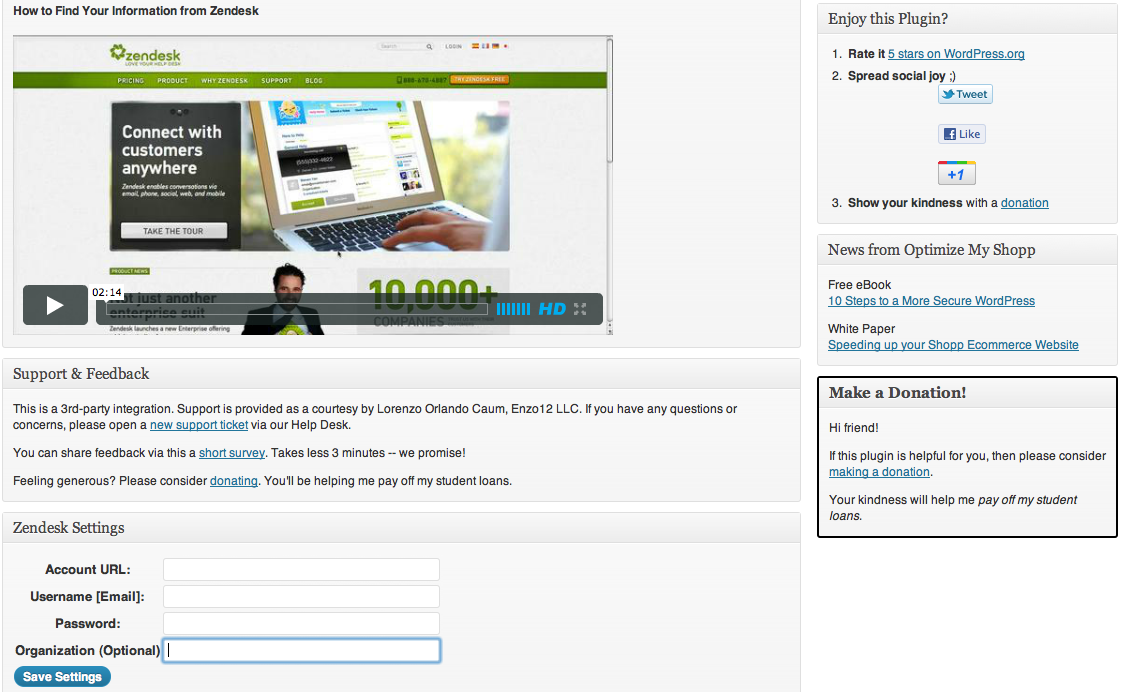 How to Find Your Information from Zendesk
zendesk
LOVE YOUR HELP DESK
Search
LOGIN
PRICING PRODUCT WHY ZENDESK SUPPORT BLOG
TRY ZENDESK FREE
Connect with
customers
anywhere
Zendesk enables conversations via
email, phone, social, web, and mobile
TAKE THE TOUR
PRODUCT NEWS
02:14
Not just another
enterprise suit
Zendesk launches a new Enterprise offering
10,000+
COMPANIES
HD
Support & Feedback
This is a 3rd-party integration. Support is provided as a courtesy by Lorenzo Orlando Caum, Enzo12 LLC. If you have any questions or
concerns, please open a new support ticket via our Help Desk.
You can share feedback via this a short survey. Takes less 3 minutes -- we promise!
Feeling generous? Please consider donating. You'll be helping me pay off my student loans.
Zendesk Settings
Account URL:
Username [Email]:
Password:
Organization (Optional)
Save Settings
Enjoy this Plugin?
1. Rate it 5 stars on WordPress.org
2. Spread social joy ;)
Tweet
Like
+1
3. Show your kindness with a donation
News from Optimize My Shopp
Free eBook
10 Steps to a More Secure WordPress
White Paper
Speeding up your Shopp Ecommerce Website
Make a Donation!
Hi friend!
If this plugin is helpful for you, then please consider
making a donation.
Your kindness will help me pay off my student
loans.